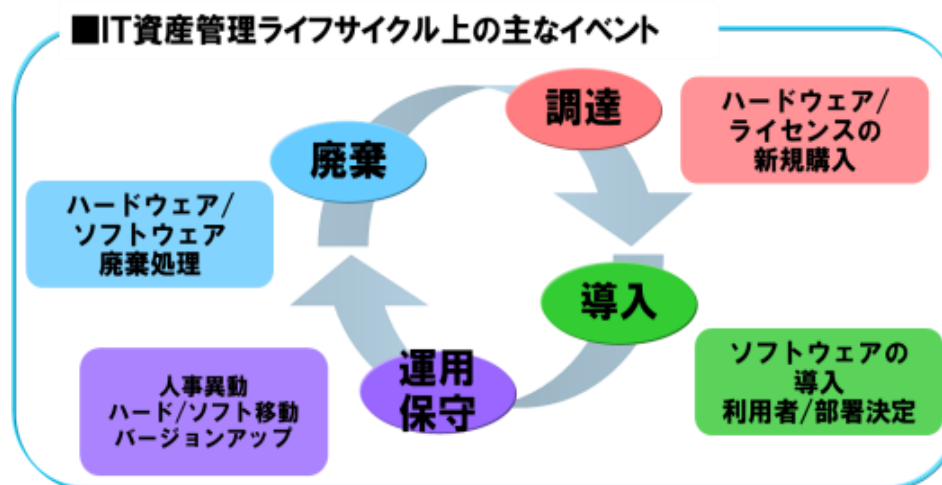 ■IT資産管理ライフサイクル上の主なイベント
調達
ハードウェア/
ライセンスの
新規購入
廃棄
ハードウェア/
ソフトウェア
廃棄処理
導入
ソフトウェアの
導入
利用者/部署決定
運用
保守
人事異動
ハード/ソフト移動
バージョンアップ